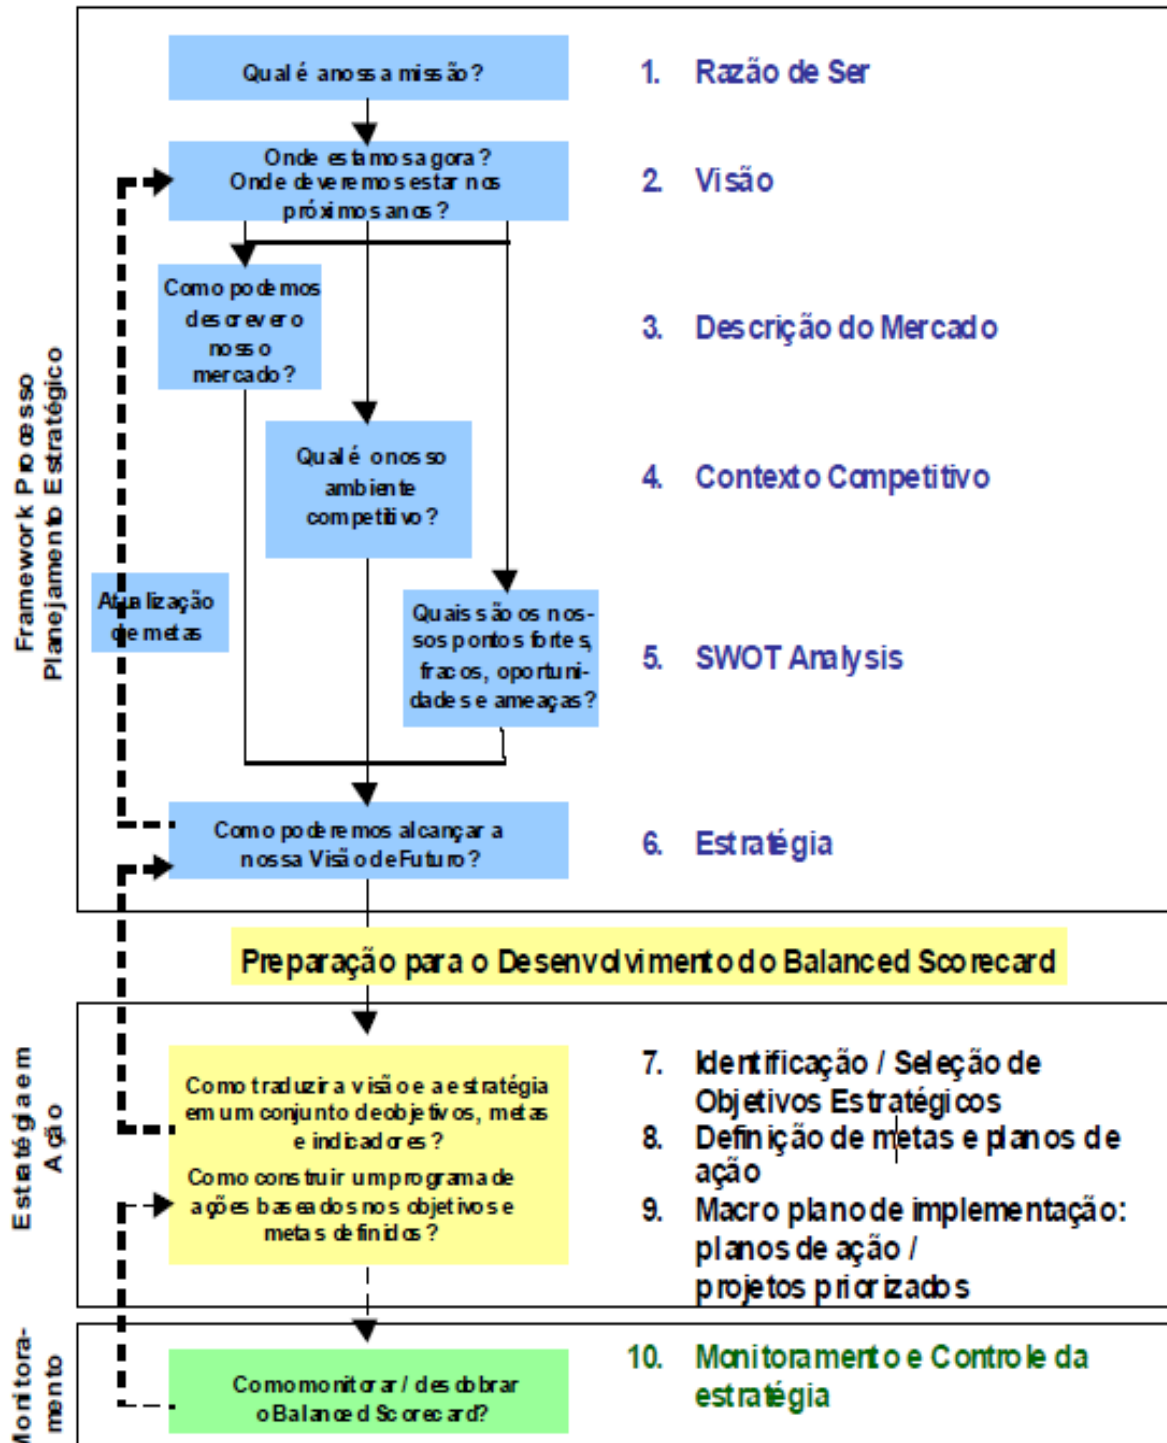 Qual é a nossa missão?
1. Razão de Ser
Onde estamos agora?
Onde deveremos estar nos
próximos anos?
2. Visão
Como podemos
descrever o
nosso
mercado?
3. Descrição do Mercado
Qual é o nosso
ambiente
competitivo?
4. Contexto Competitivo
Atualização
de metas
Quais são os nos-
sos pontos fortes,
fracos, oportuni-
dades e ameaças?
5. SWOT Analysis
Como poderemos alcançar a
nossa Visão de Futuro?
6. Estratégia
Framework Processo
Planejamento Estratégico
Preparação para o Desenvolvimento do Balanced Scorecard
Estratégia em
Ação
Como traduzir a visão e a estratégia
em um conjunto de objetivos, metas
e indicadores?
Como construir um programa de
ações baseados nos objetivos e
metas definidos?
7. Identificação / Seleção de
Objetivos Estratégicos
8. Definição de metas e planos de
ação
9. Macro plano de implementação:
planos de ação /
projetos priorizados
Monitora-
mento
Como monitorar / desdobrar
o Balanced Scorecard?
10. Monitoramento e Controle da
estratégia